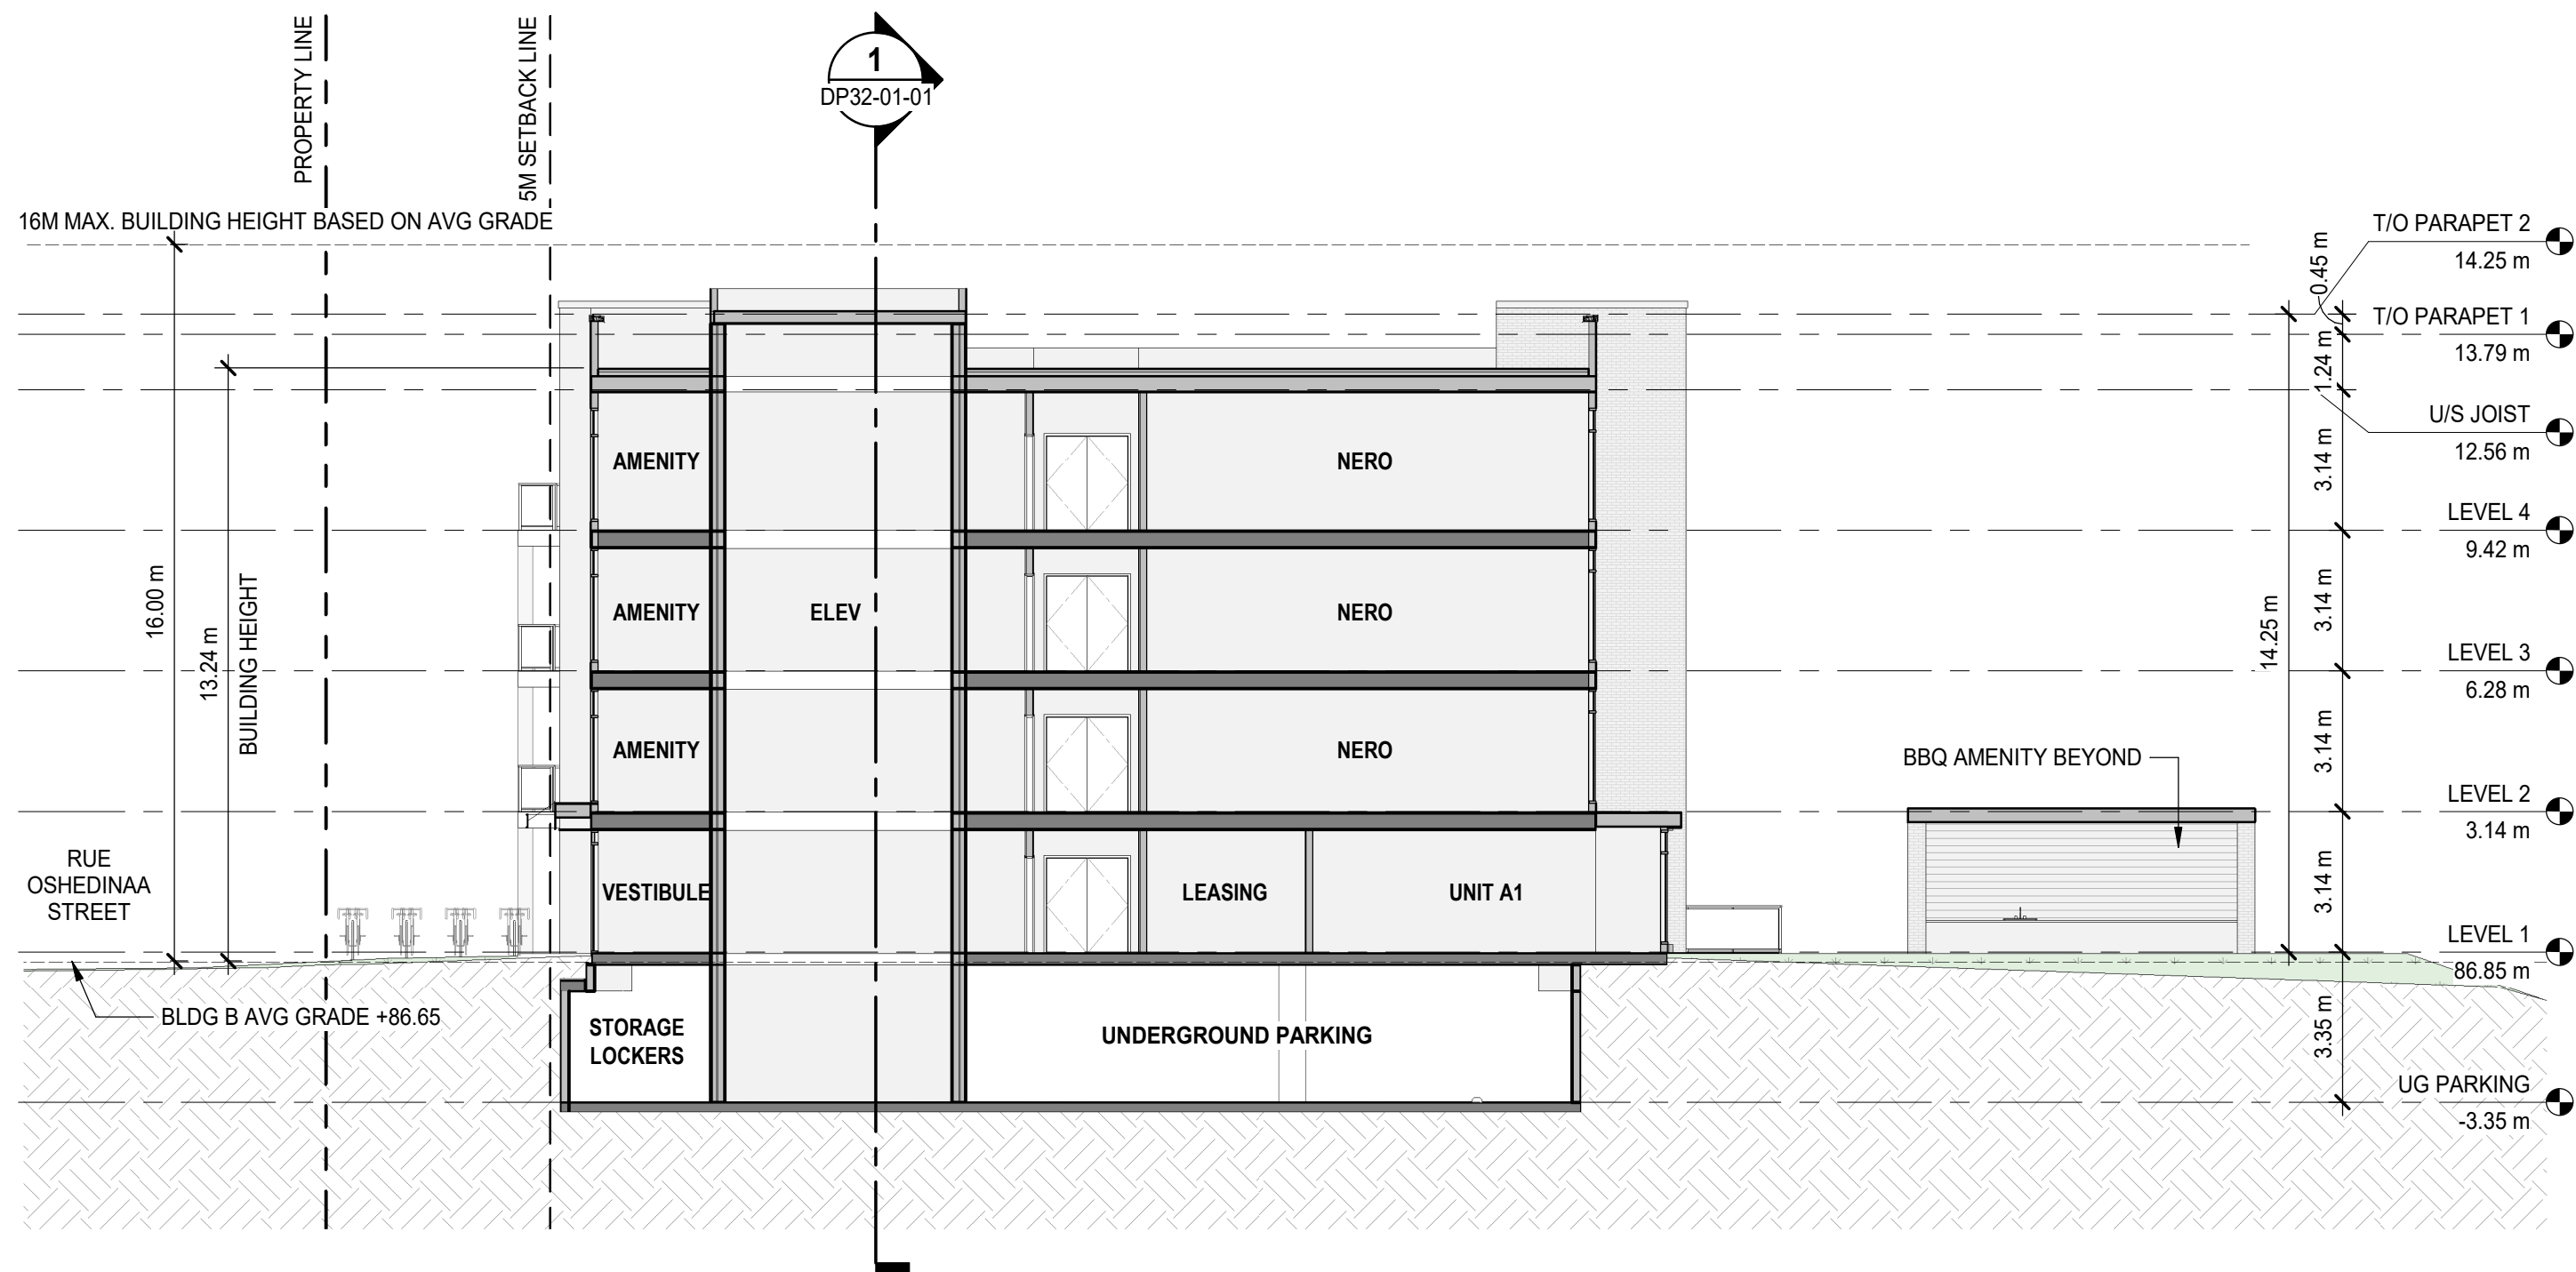 PROPERTY LINE
5M SETBACK LINE
1
DP32-01-01
16M MAX. BUILDING HEIGHT BASED ON AVG GRADE
T/O PARAPET 2
14.25 m
0.45 m
T/O PARAPET 1
13.79 m
1.24 m
U/S JOIST
12.56 m
AMENITY
NERO
3.14 m
LEVEL 4
9.42 m
16.00 m
13.24 m
BUILDING HEIGHT
AMENITY
ELEV
NERO
14.25 m
3.14 m
LEVEL 3
6.28 m
AMENITY
NERO
BBQ AMENITY BEYOND
3.14 m
LEVEL 2
3.14 m
RUE
OSHEDINAA
STREET
VESTIBULE
LEASING
UNIT A1
3.14 m
LEVEL 1
86.85 m
BLDG B AVG GRADE +86.65
STORAGE
LOCKERS
UNDERGROUND PARKING
3.35 m
UG PARKING
-3.35 m